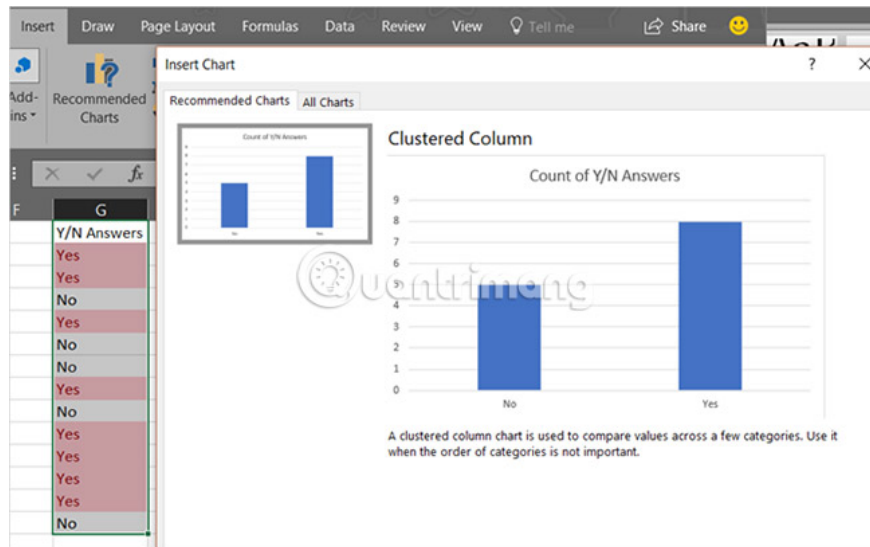 Insert Draw Page Layout Formulas Data Review View Tell me Share
Add-
ins
Recommended
Charts
Insert Chart ?
Recommended Charts All Charts
Count of Y/N Answers
No Yes
Clustered Column
Count of Y/N Answers
9
8
7
6
5
4
3
2
1
0
No Yes
A clustered column chart is used to compare values across a few categories. Use it
when the order of categories is not important.
fx
F G
Y/N Answers
Yes
Yes
No
Yes
No
No
Yes
No
Yes
Yes
Yes
Yes
No
Quantrimang